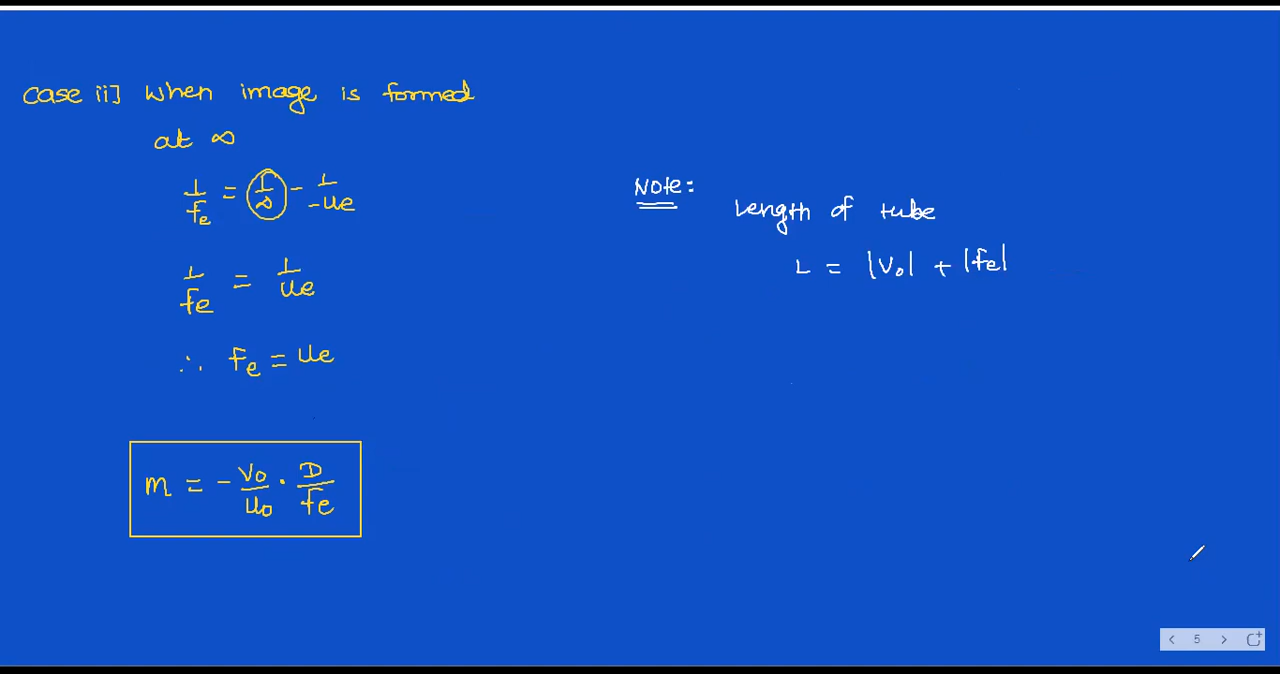 Case ii] When image is formed
at ∞
1/fe = 1/∞ - 1/-ue
1/fe = 1/ue
∴ fe = ue
m = - vo/uo · D/fe
Note:
Length of tube
L = |vo| + |fe|
5